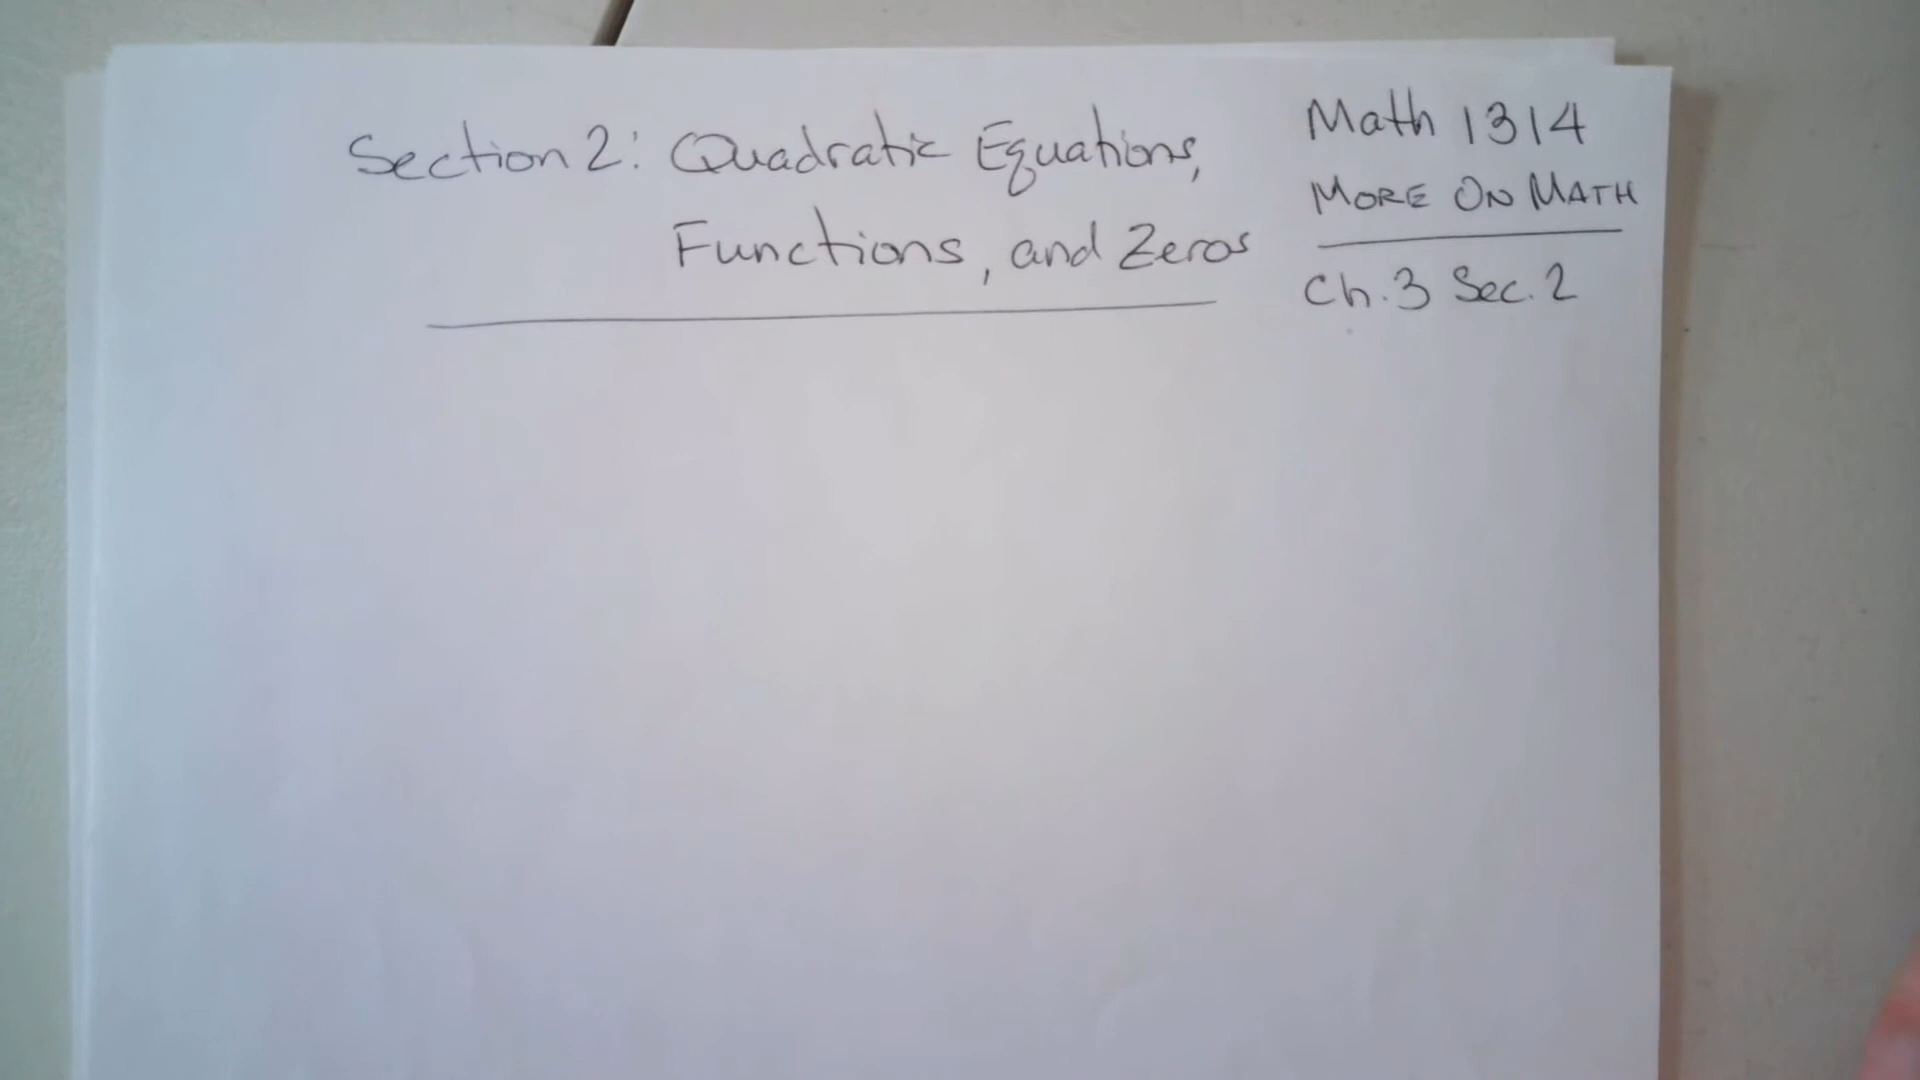 Section 2: Quadratic Equations,
Functions, and Zeros
Math 1314
MORE ON MATH
Ch. 3 Sec. 2